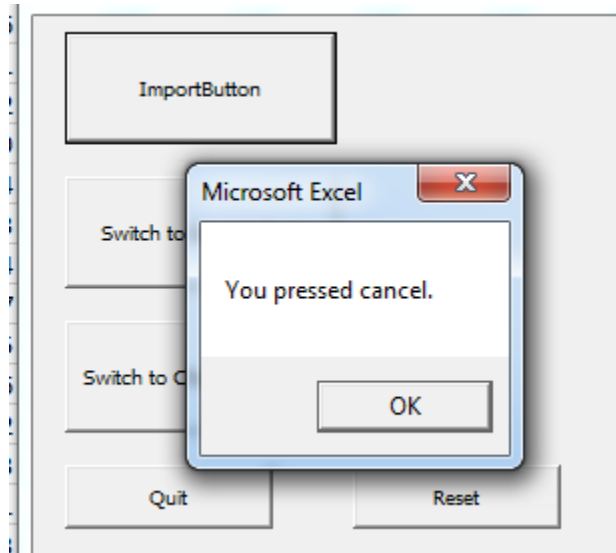 ImportButton
Microsoft Excel
Switch to
You pressed cancel.
Switch to C
OK
Quit
Reset